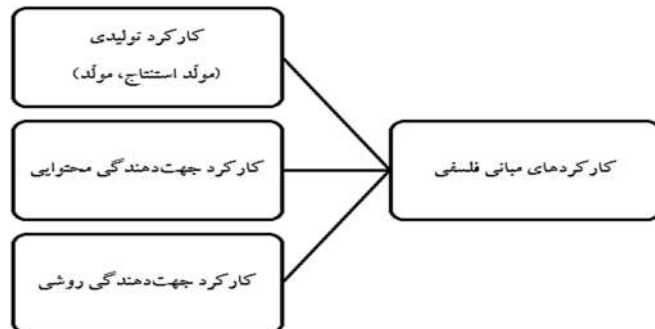 کارکردهای مبانی فلسفی
کارکرد تولیدی
(مولّد استنتاج، مولّد)
کارکرد جهت‌دهندگی محتوایی
کارکرد جهت‌دهندگی روشی